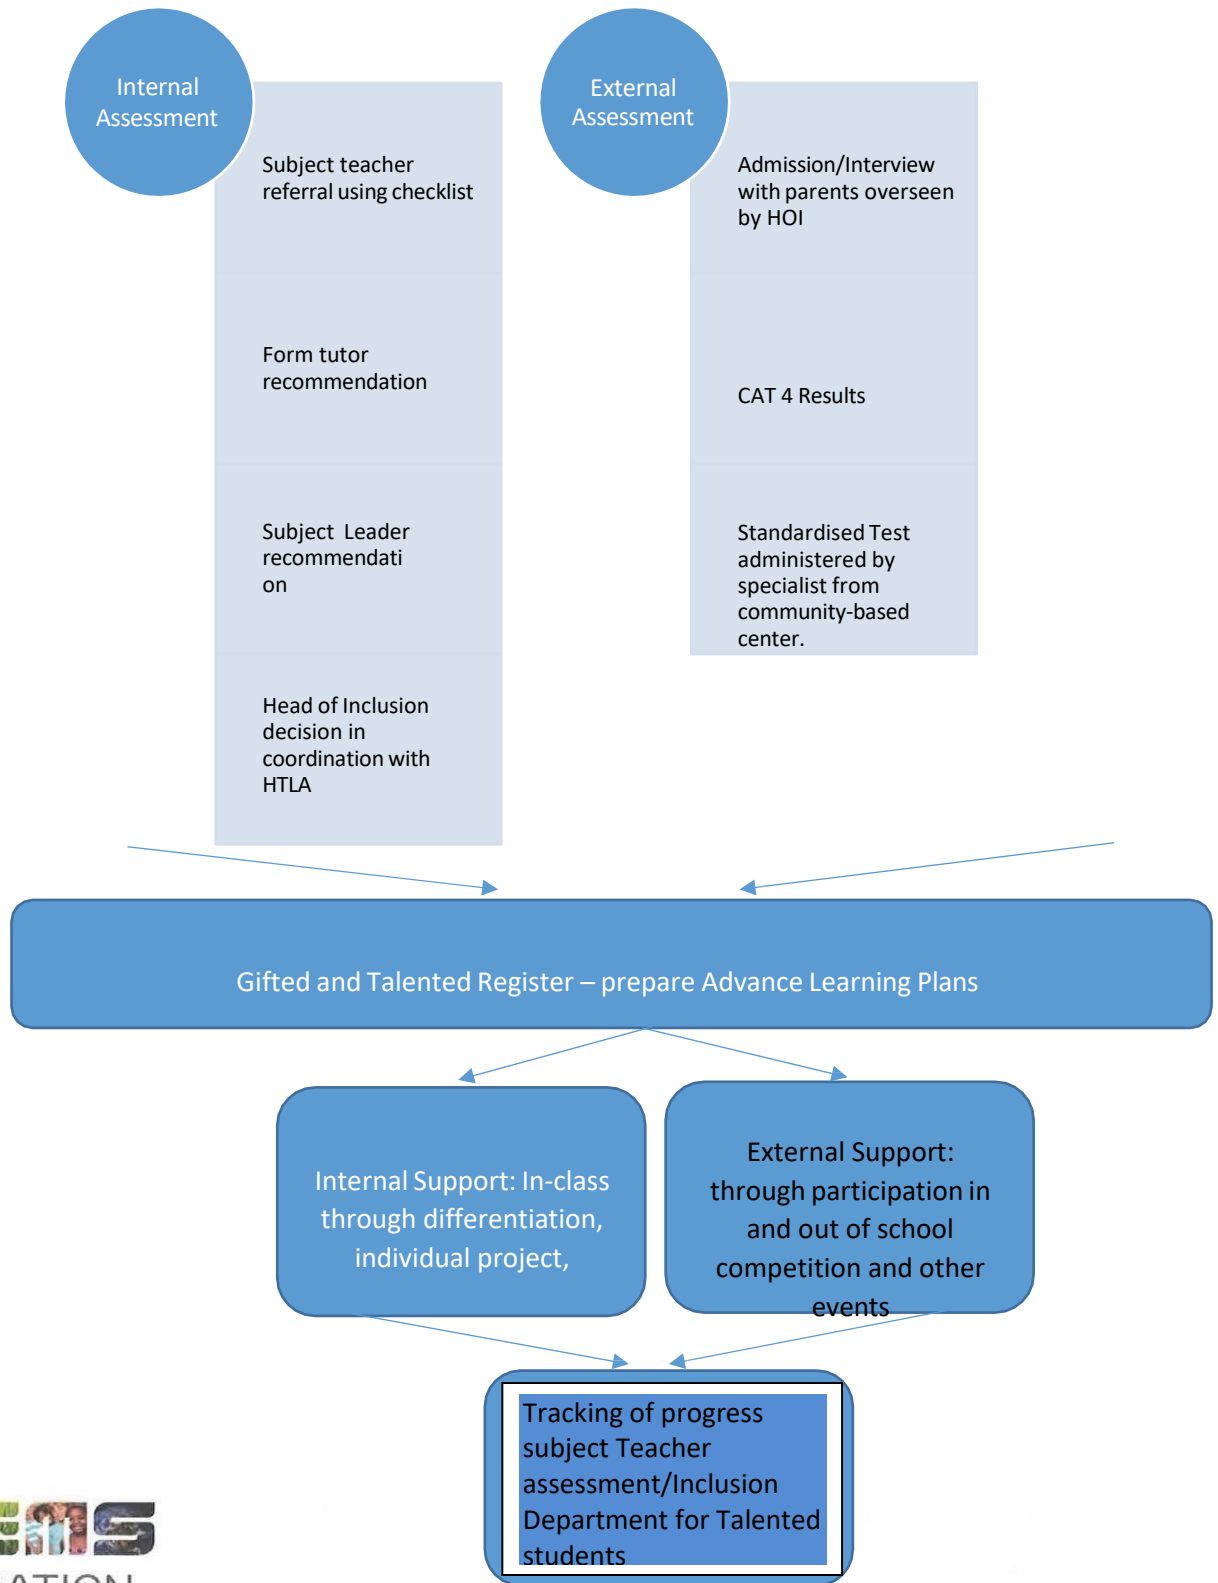 Internal
Assessment
Subject teacher
referral using checklist
Form tutor
recommendation
Subject Leader
recommendati
on
Head of Inclusion
decision in
coordination with
HTLA
External
Assessment
Admission/Interview
with parents overseen
by HOI
CAT 4 Results
Standardised Test
administered by
specialist from
community-based
center.
Gifted and Talented Register – prepare Advance Learning Plans
Internal Support: In-class
through differentiation,
individual project,
External Support:
through participation in
and out of school
competition and other
events
Tracking of progress
subject Teacher
assessment/Inclusion
Department for Talented
students